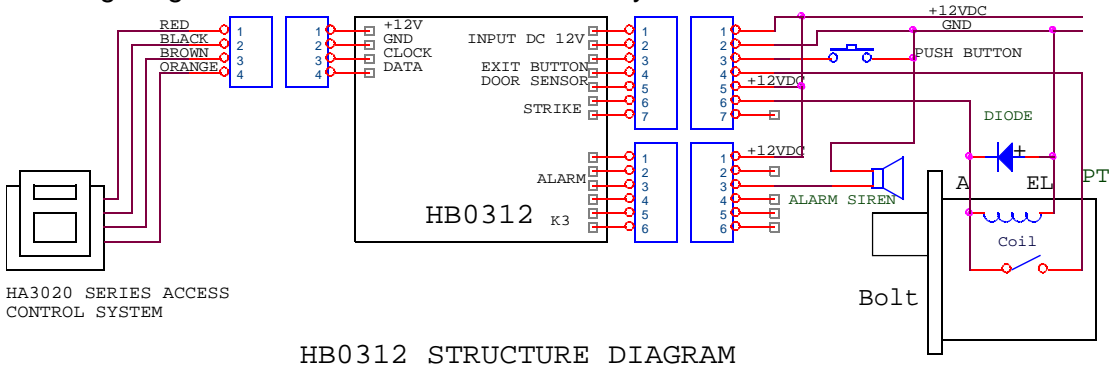 +12VDC
GND
RED
BLACK
BROWN
ORANGE
1
2
3
4
1
2
3
4
+12V
GND
CLOCK
DATA
INPUT DC 12V
EXIT BUTTON
DOOR SENSOR
STRIKE
1
2
3
4
5
6
7
1
2
3
4
5
6
7
PUSH BUTTON
+12VDC
DIODE
+
ALARM
K3
HB0312
1
2
3
4
5
6
1
2
3
4
5
6
+12VDC
ALARM SIREN
A
EL
PT
Coil
Bolt
HA3020 SERIES ACCESS
CONTROL SYSTEM
HB0312 STRUCTURE DIAGRAM